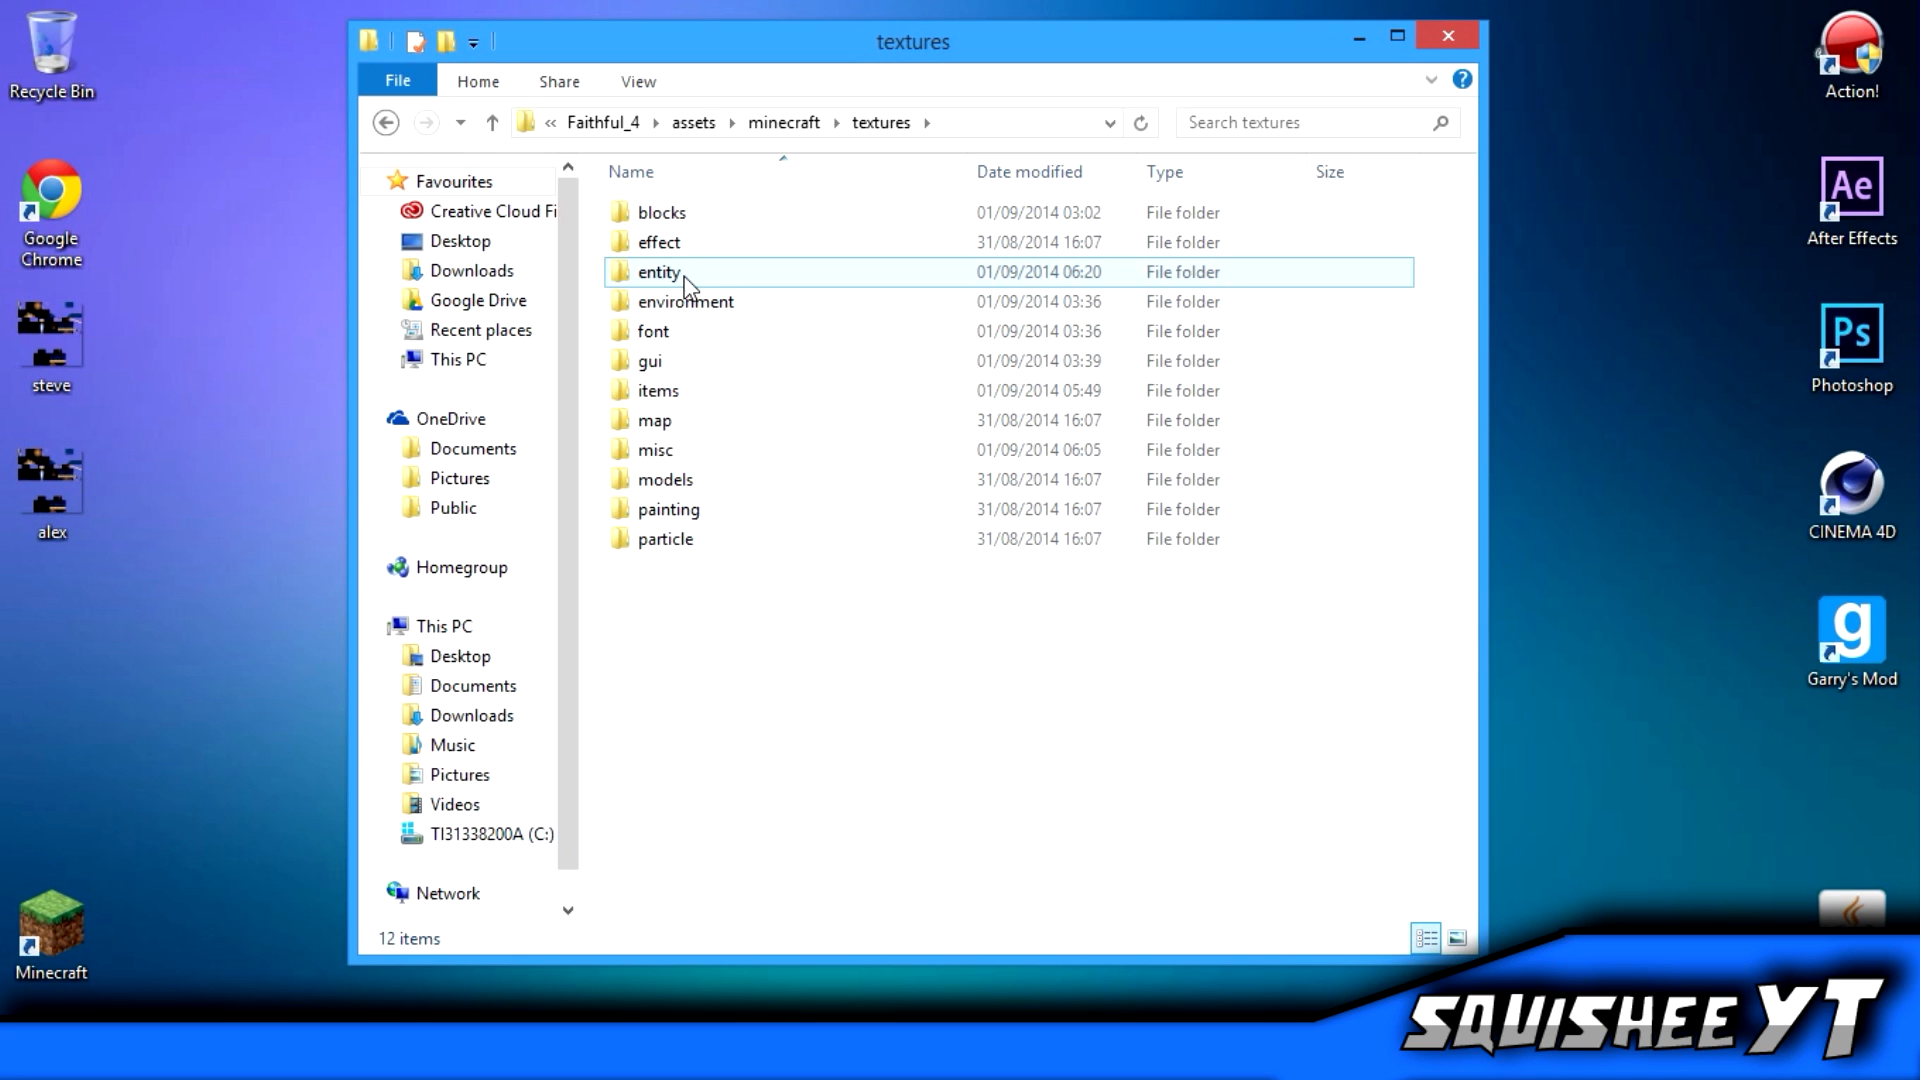 Recycle Bin
Google
Chrome
steve
alex
Minecraft
textures
File
Home
Share
View
«
Faithful_4
assets
minecraft
textures
Search textures
Favourites
Creative Cloud Fi
Desktop
Downloads
Google Drive
Recent places
This PC
OneDrive
Documents
Pictures
Public
Homegroup
This PC
Desktop
Documents
Downloads
Music
Pictures
Videos
TI31338200A (C:)
Network
Name Date modified Type Size
blocks 01/09/2014 03:02 File folder
effect 31/08/2014 16:07 File folder
entity 01/09/2014 06:20 File folder
environment 01/09/2014 03:36 File folder
font 01/09/2014 03:36 File folder
gui 01/09/2014 03:39 File folder
items 01/09/2014 05:49 File folder
map 31/08/2014 16:07 File folder
misc 01/09/2014 06:05 File folder
models 31/08/2014 16:07 File folder
painting 31/08/2014 16:07 File folder
particle 31/08/2014 16:07 File folder
12 items
Action!
Ae
After Effects
Ps
Photoshop
CINEMA 4D
g
Garry's Mod
SQUISHEE YT